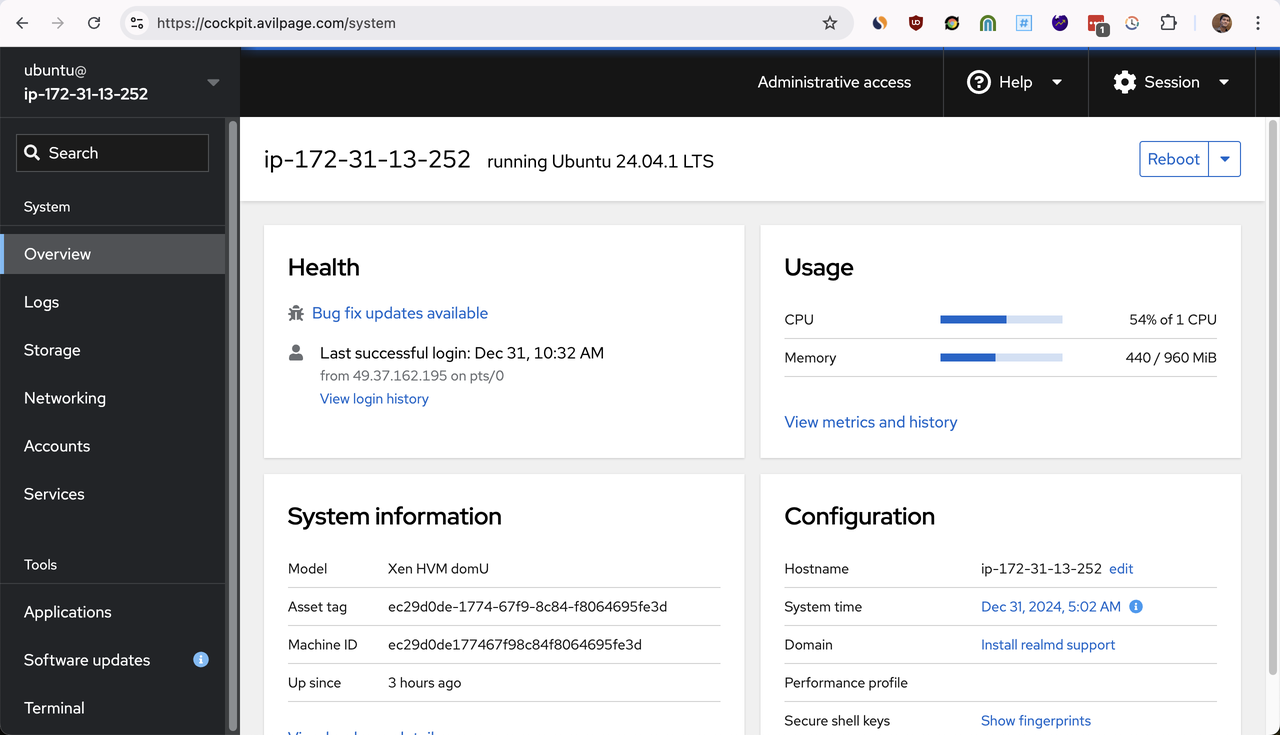 https://cockpit.avilpage.com/system
1
ubuntu@
ip-172-31-13-252
Administrative access
Help
Session
Search
System
Overview
Logs
Storage
Networking
Accounts
Services
Tools
Applications
Software updates
Terminal
ip-172-31-13-252 running Ubuntu 24.04.1 LTS
Reboot
Health
Bug fix updates available
Last successful login: Dec 31, 10:32 AM
from 49.37.162.195 on pts/0
View login history
Usage
CPU 54% of 1 CPU
Memory 440 / 960 MiB
View metrics and history
System information
Model Xen HVM domU
Asset tag ec29d0de-1774-67f9-8c84-f8064695fe3d
Machine ID ec29d0de177467f98c84f8064695fe3d
Up since 3 hours ago
Configuration
Hostname ip-172-31-13-252 edit
System time Dec 31, 2024, 5:02 AM
Domain Install realmd support
Performance profile
Secure shell keys Show fingerprints